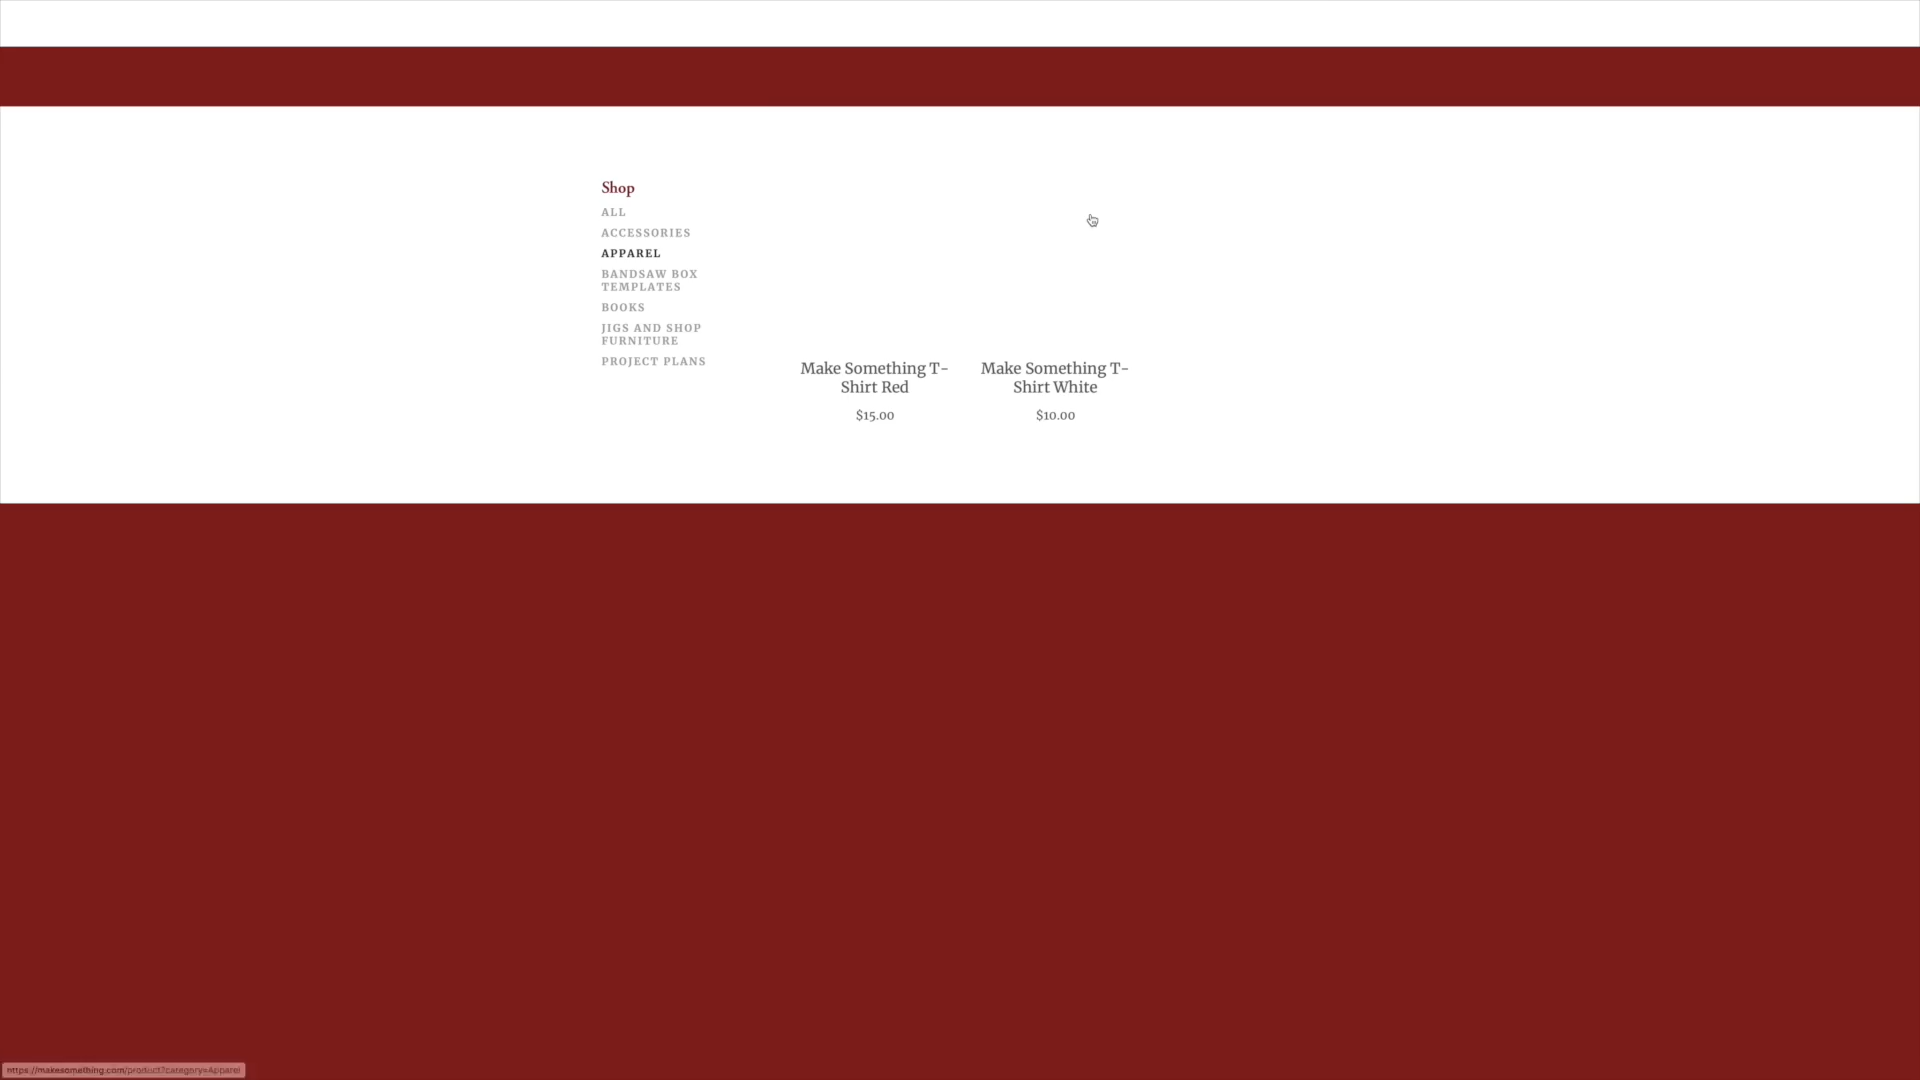 Shop
ALL
ACCESSORIES
APPAREL
BANDSAW BOX
TEMPLATES
BOOKS
JIGS AND SHOP
FURNITURE
PROJECT PLANS
Make Something T-
Shirt Red
$15.00
Make Something T-
Shirt White
$10.00
https://makesomething.com/product?category=Apparel